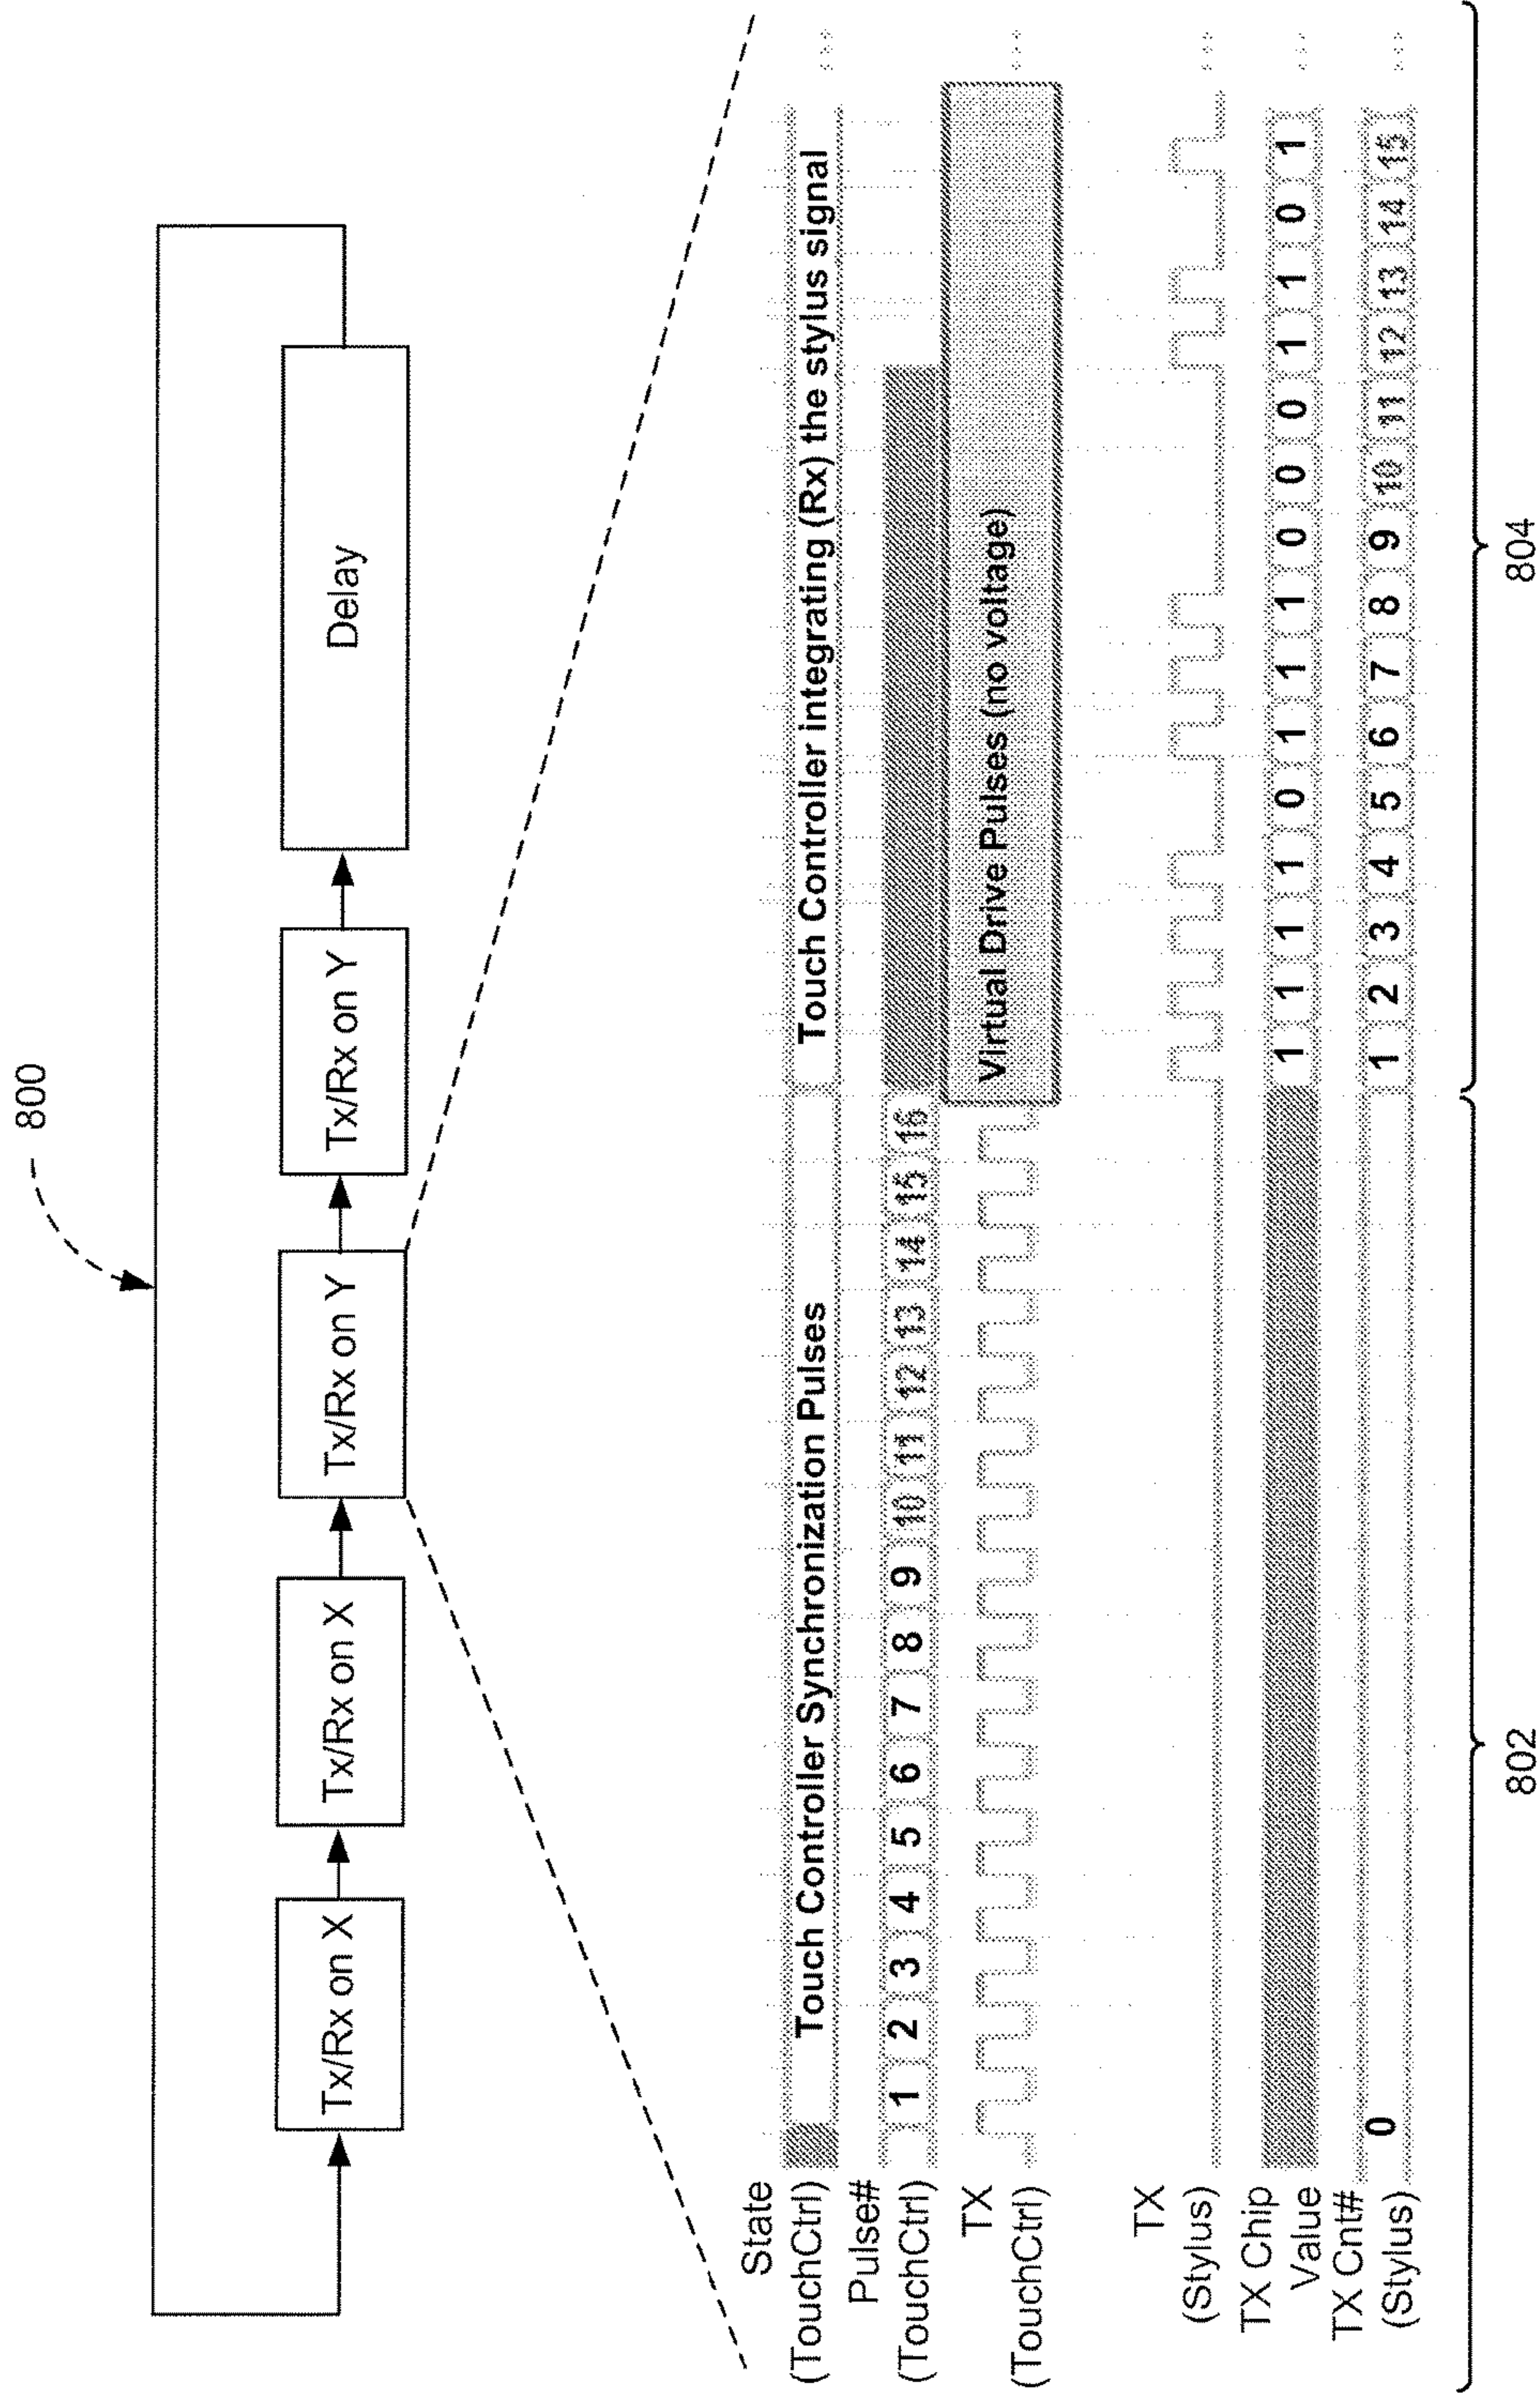 800
Tx/Rx on X
Tx/Rx on X
Tx/Rx on Y
Tx/Rx on Y
Delay
State
(TouchCtrl)
Touch Controller Synchronization Pulses
Touch Controller integrating (Rx) the stylus signal
...
Pulse#
(TouchCtrl)
1 2 3 4 5 6 7 8 9 10 11 12 13 14 15 16
TX
(TouchCtrl)
Virtual Drive Pulses (no voltage)
...
TX
(Stylus)
...
TX Chip
Value
1 1 1 1 0 1 1 1 0 0 0 1 1 0 1
...
TX Cnt#
(Stylus)
0
1 2 3 4 5 6 7 8 9 10 11 12 13 14 15
...
802
804